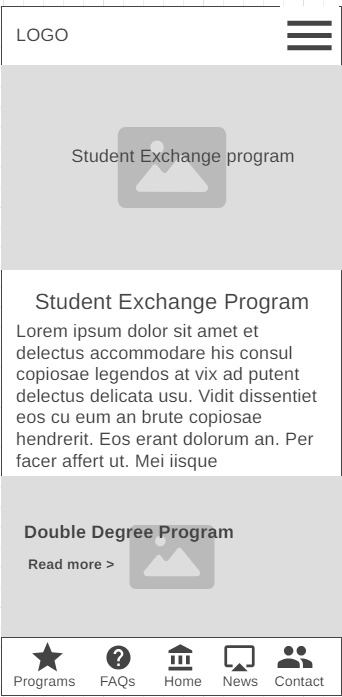 LOGO
Student Exchange program
Student Exchange Program
Lorem ipsum dolor sit amet et
delectus accommodare his consul
copiosae legendos at vix ad putent
delectus delicata usu. Vidit dissentiet
eos cu eum an brute copiosae
hendrerit. Eos erant dolorum an. Per
facer affert ut. Mei iisque
Double Degree Program
Read more >
Programs FAQs Home News Contact